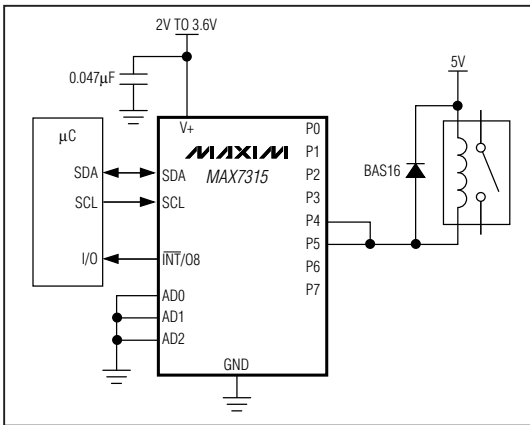 2V TO 3.6V
5V
0.047μF
μC
V+
P0
MAXIM
P1
BAS16
SDA
SDA
MAX7315
P2
SCL
SCL
P3
P4
I/O
INT/O8
P5
P6
AD0
P7
AD1
AD2
GND